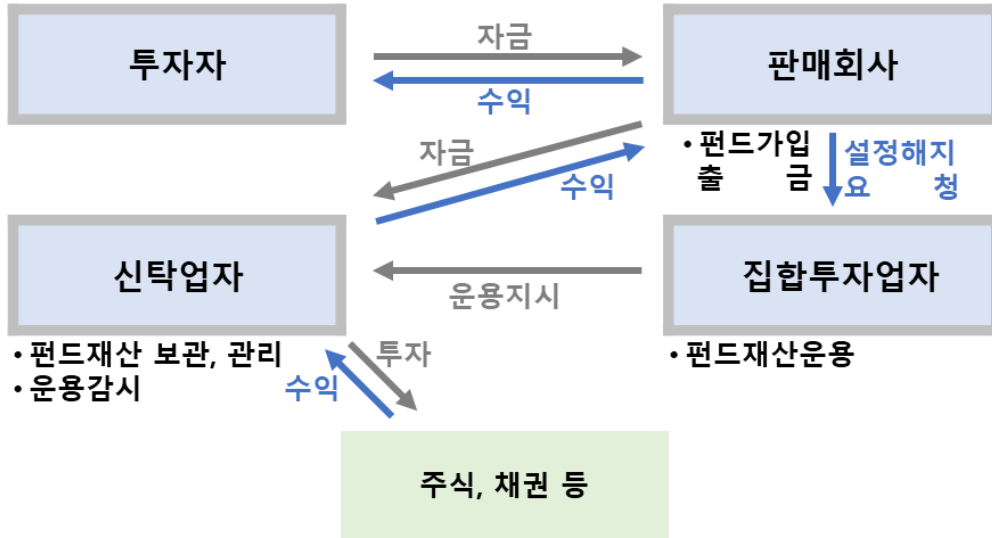 투자자
자금
수익
판매회사
• 펀드가입
출 금
설정해지
요 청
자금
수익
신탁업자
운용지시
집합투자업자
• 펀드재산 보관, 관리
• 운용감시
투자
수익
• 펀드재산운용
주식, 채권 등